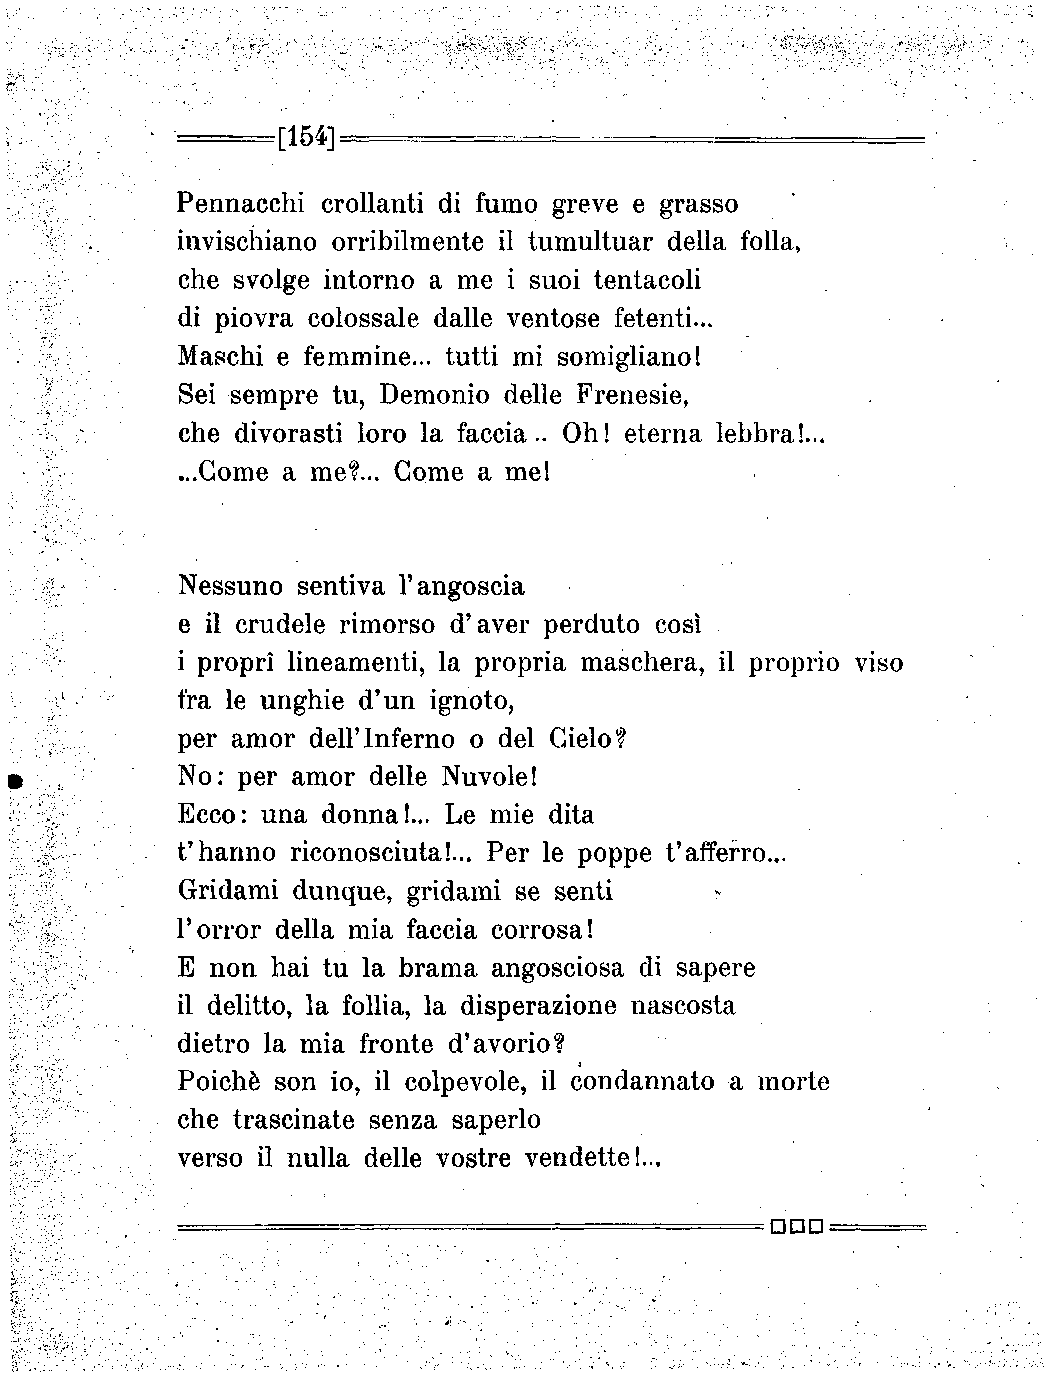 [154]
Pennacchi crollanti di fumo greve e grasso
invischiano orribilmente il tumultuar della folla,
che svolge intorno a me i suoi tentacoli
di piovra colossale dalle ventose fetenti...
Maschi e femmine... tutti mi somigliano!
Sei sempre tu, Demonio delle Frenesie,
che divorasti loro la faccia .. Oh! eterna lebbra!...
...Come a me?... Come a me!
Nessuno sentiva l'angoscia
e il crudele rimorso d'aver perduto così
i proprî lineamenti, la propria maschera, il proprio viso
fra le unghie d'un ignoto,
per amor dell'Inferno o del Cielo?
No: per amor delle Nuvole!
Ecco: una donna!... Le mie dita
t'hanno riconosciuta!... Per le poppe t'afferro...
Gridami dunque, gridami se senti
l'orror della mia faccia corrosa!
E non hai tu la brama angosciosa di sapere
il delitto, la follia, la disperazione nascosta
dietro la mia fronte d'avorio?
Poichè son io, il colpevole, il condannato a morte
che trascinate senza saperlo
verso il nulla delle vostre vendette!...